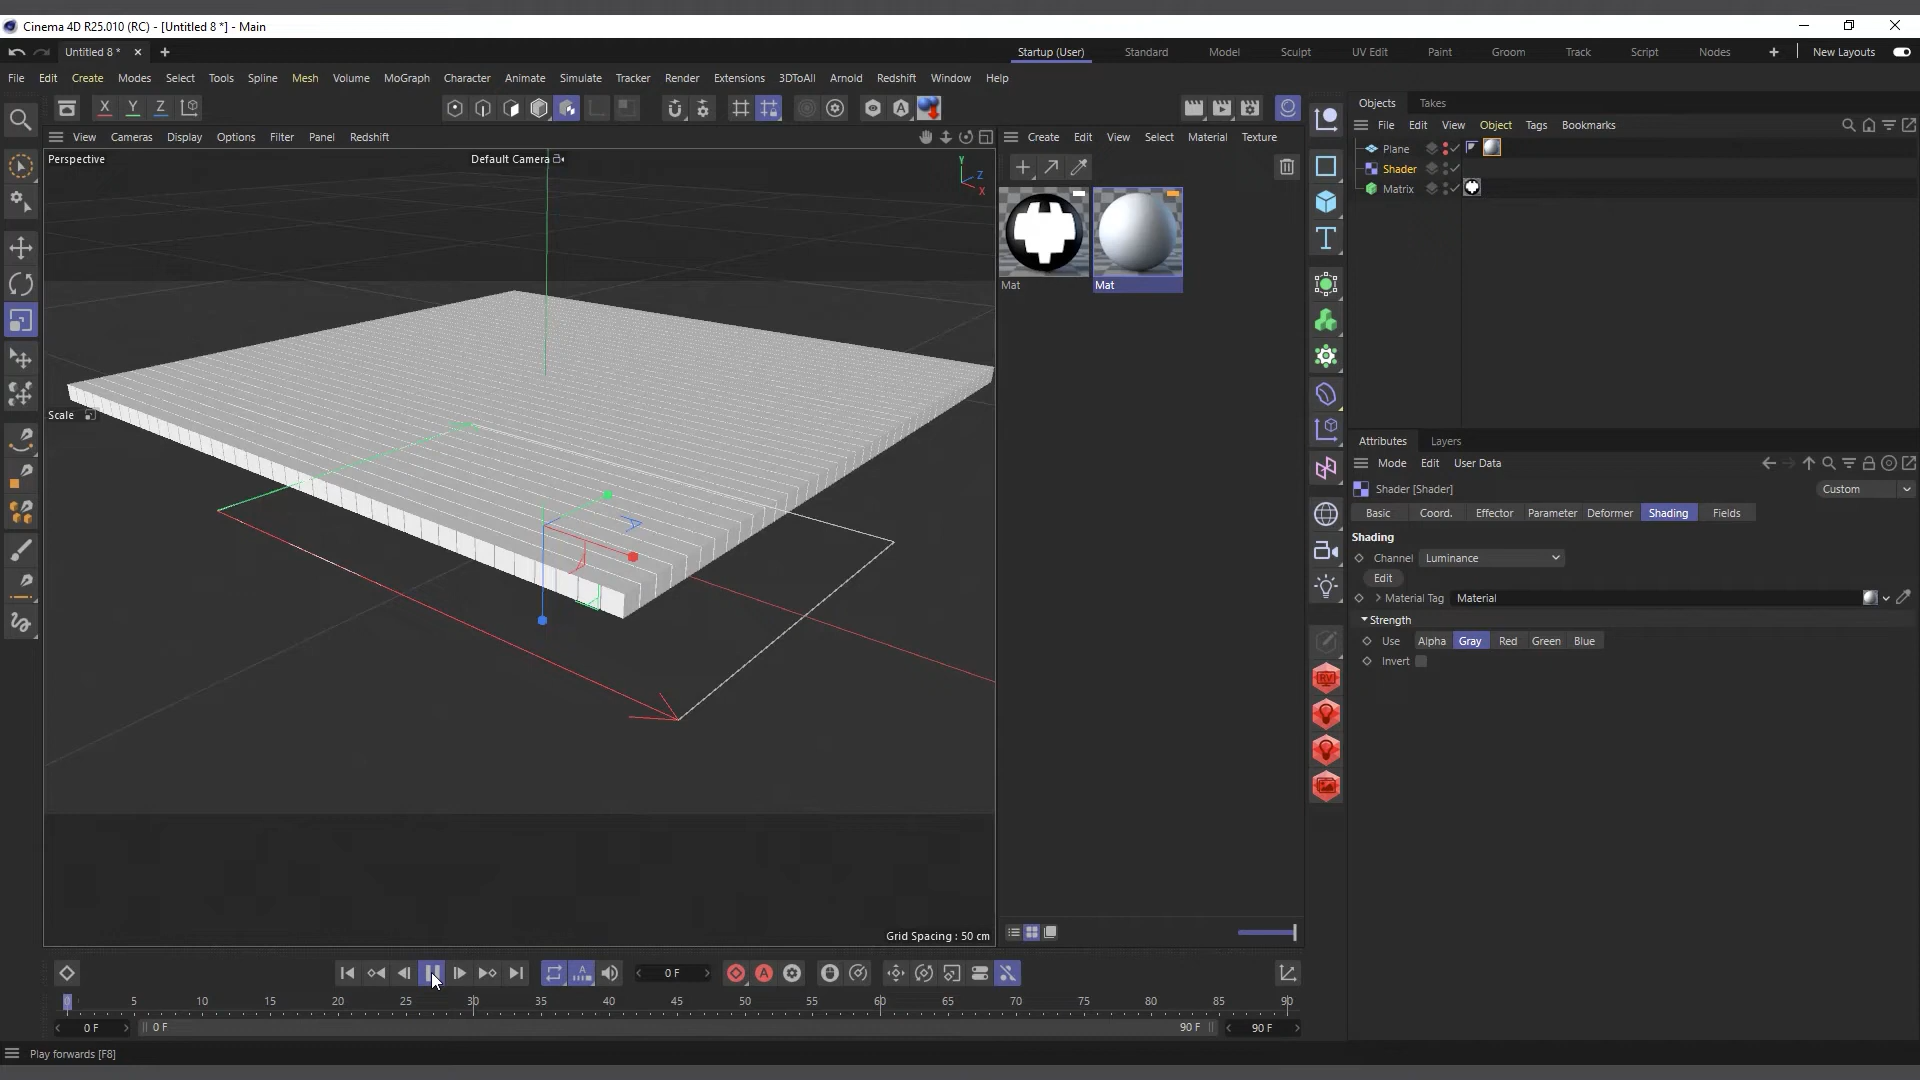 Cinema 4D R25.010 (RC) - [Untitled 8 *] - Main
Untitled 8 *
Startup (User) Standard Model Sculpt UV Edit Paint Groom Track Script Nodes New Layouts
File Edit Create Modes Select Tools Spline Mesh Volume MoGraph Character Animate Simulate Tracker Render Extensions 3DToAll Arnold Redshift Window Help
X Y Z
Objects Takes
File Edit View Object Tags Bookmarks
View Cameras Display Options Filter Panel Redshift
Create Edit View Select Material Texture
Perspective
Default Camera
Y
Z
X
Plane
Shader
Matrix
Mat
Mat
Scale
Attributes Layers
Mode Edit User Data
Shader [Shader]
Custom
Basic Coord. Effector Parameter Deformer Shading Fields
Shading
Channel Luminance
Edit
Material Tag Material
Strength
Use Alpha Gray Red Green Blue
Invert
RV
Grid Spacing : 50 cm
A
0 F
A
0 5 10 15 20 25 30 35 40 45 50 55 60 65 70 75 80 85 90
0 F
0 F
90 F
90 F
Play forwards [F8]